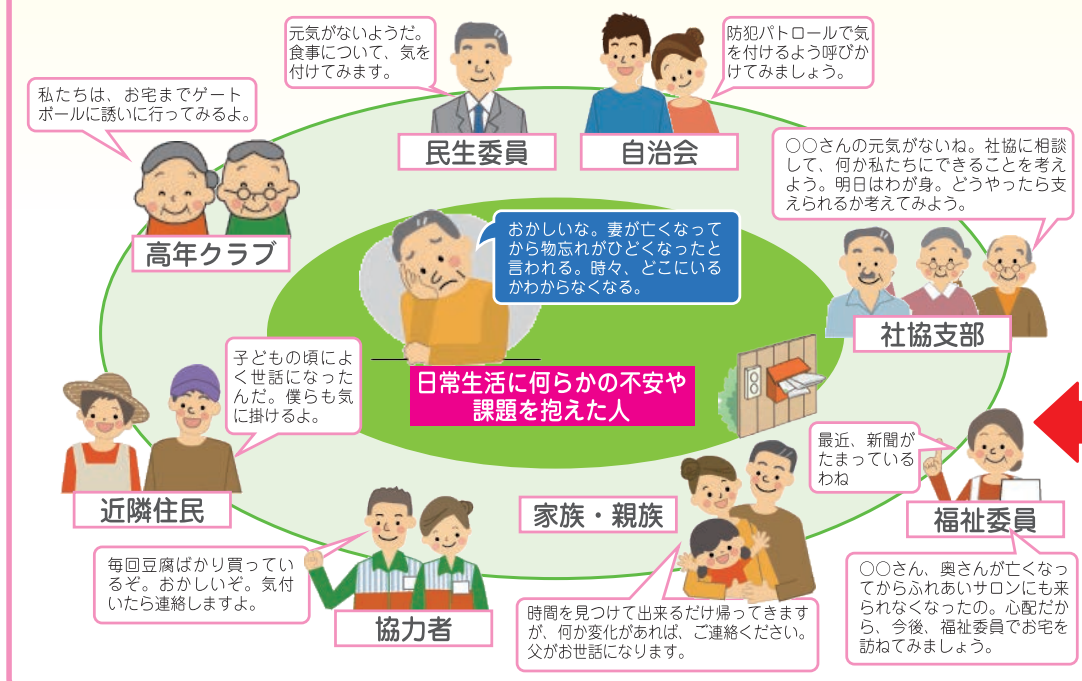 元気がないようだ。
食事について、気を
付けてみます。
民生委員
防犯パトロールで気
を付けるよう呼びか
けてみましょう。
自治会
私たちは、お宅までゲート
ボールに誘いに行ってみるよ。
高年クラブ
〇〇さんの元気がないね。社協に相談
して、何か私たちにできることを考え
よう。明日はわが身。どうやったら支
えられるか考えてみよう。
社協支部
おかしいな。妻が亡くなって
から物忘れがひどくなったと
言われる。時々、どこにいる
かわからなくなる。
日常生活に何らかの不安や
課題を抱えた人
子どもの頃によ
く世話になった
んだ。僕らも気
に掛けるよ。
近隣住民
最近、新聞が
たまっている
わね
福祉委員
〇〇さん、奥さんが亡くなっ
てからふれあいサロンにも来
られなくなったの。心配だか
ら、今後、福祉委員でお宅を
訪ねてみましょう。
家族・親族
時間を見つけて出来るだけ帰ってきます
が、何か変化があれば、ご連絡ください。
父がお世話になります。
毎回豆腐ばかり買ってい
るぞ。おかしいぞ。気付
いたら連絡しますよ。
協力者